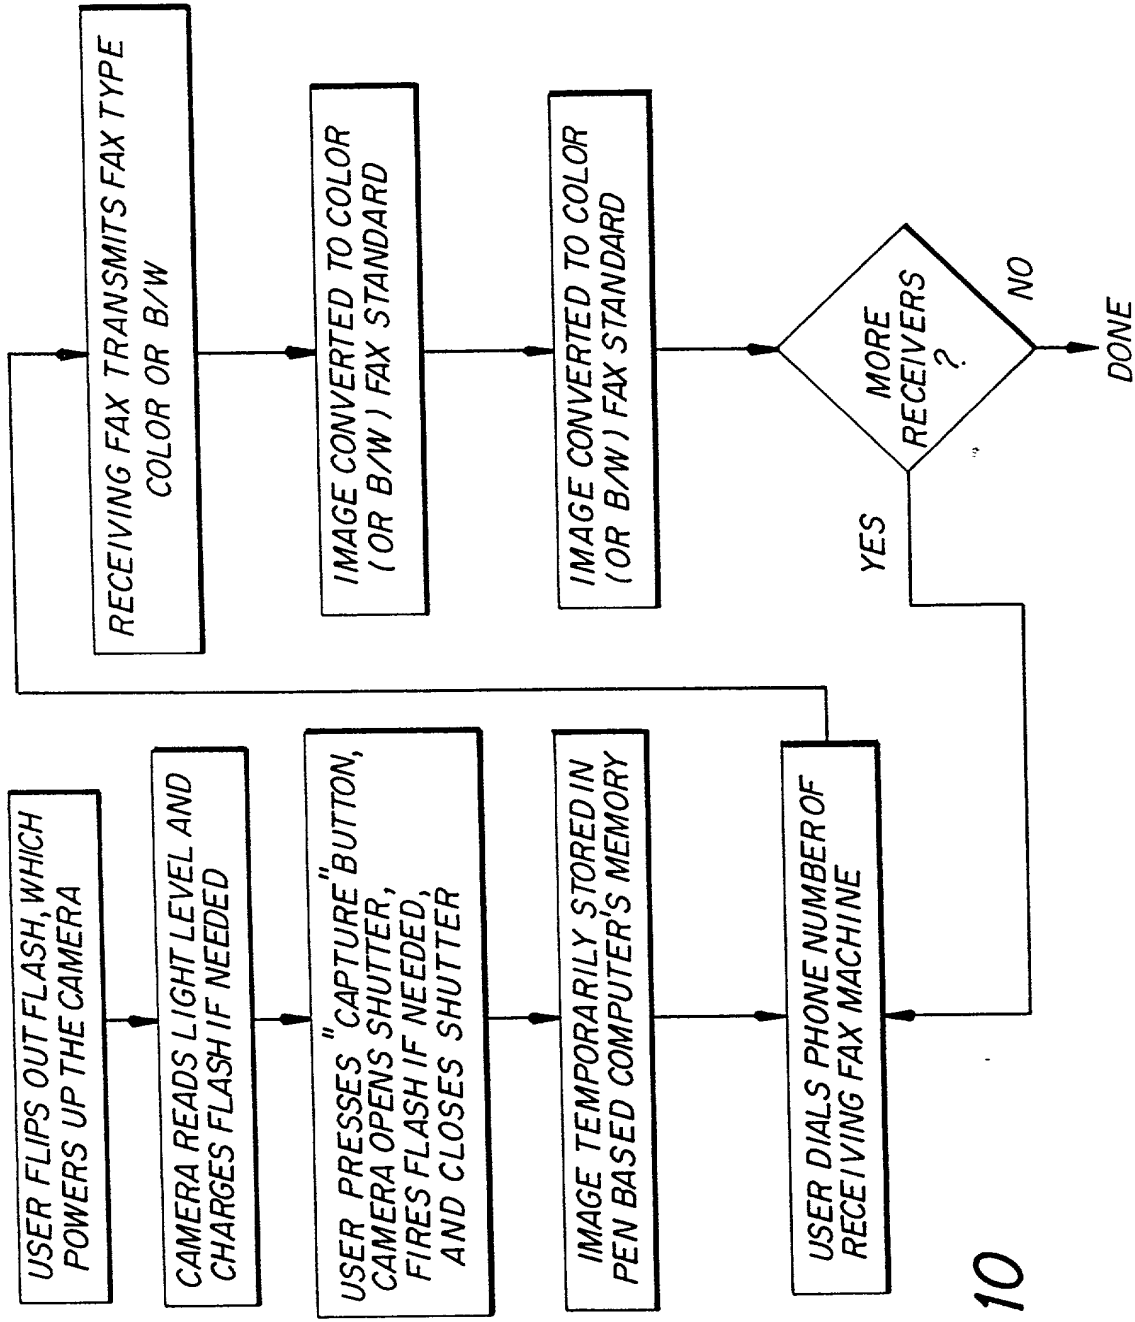 USER FLIPS OUT FLASH, WHICH
POWERS UP THE CAMERA
CAMERA READS LIGHT LEVEL AND
CHARGES FLASH IF NEEDED
USER PRESSES "CAPTURE" BUTTON,
CAMERA OPENS SHUTTER,
FIRES FLASH IF NEEDED,
AND CLOSES SHUTTER
IMAGE TEMPORARILY STORED IN
PEN BASED COMPUTER'S MEMORY
USER DIALS PHONE NUMBER OF
RECEIVING FAX MACHINE
RECEIVING FAX TRANSMITS FAX TYPE
COLOR OR B/W
IMAGE CONVERTED TO COLOR
(OR B/W) FAX STANDARD
IMAGE CONVERTED TO COLOR
(OR B/W) FAX STANDARD
MORE
RECEIVERS
?
YES
NO
DONE
10